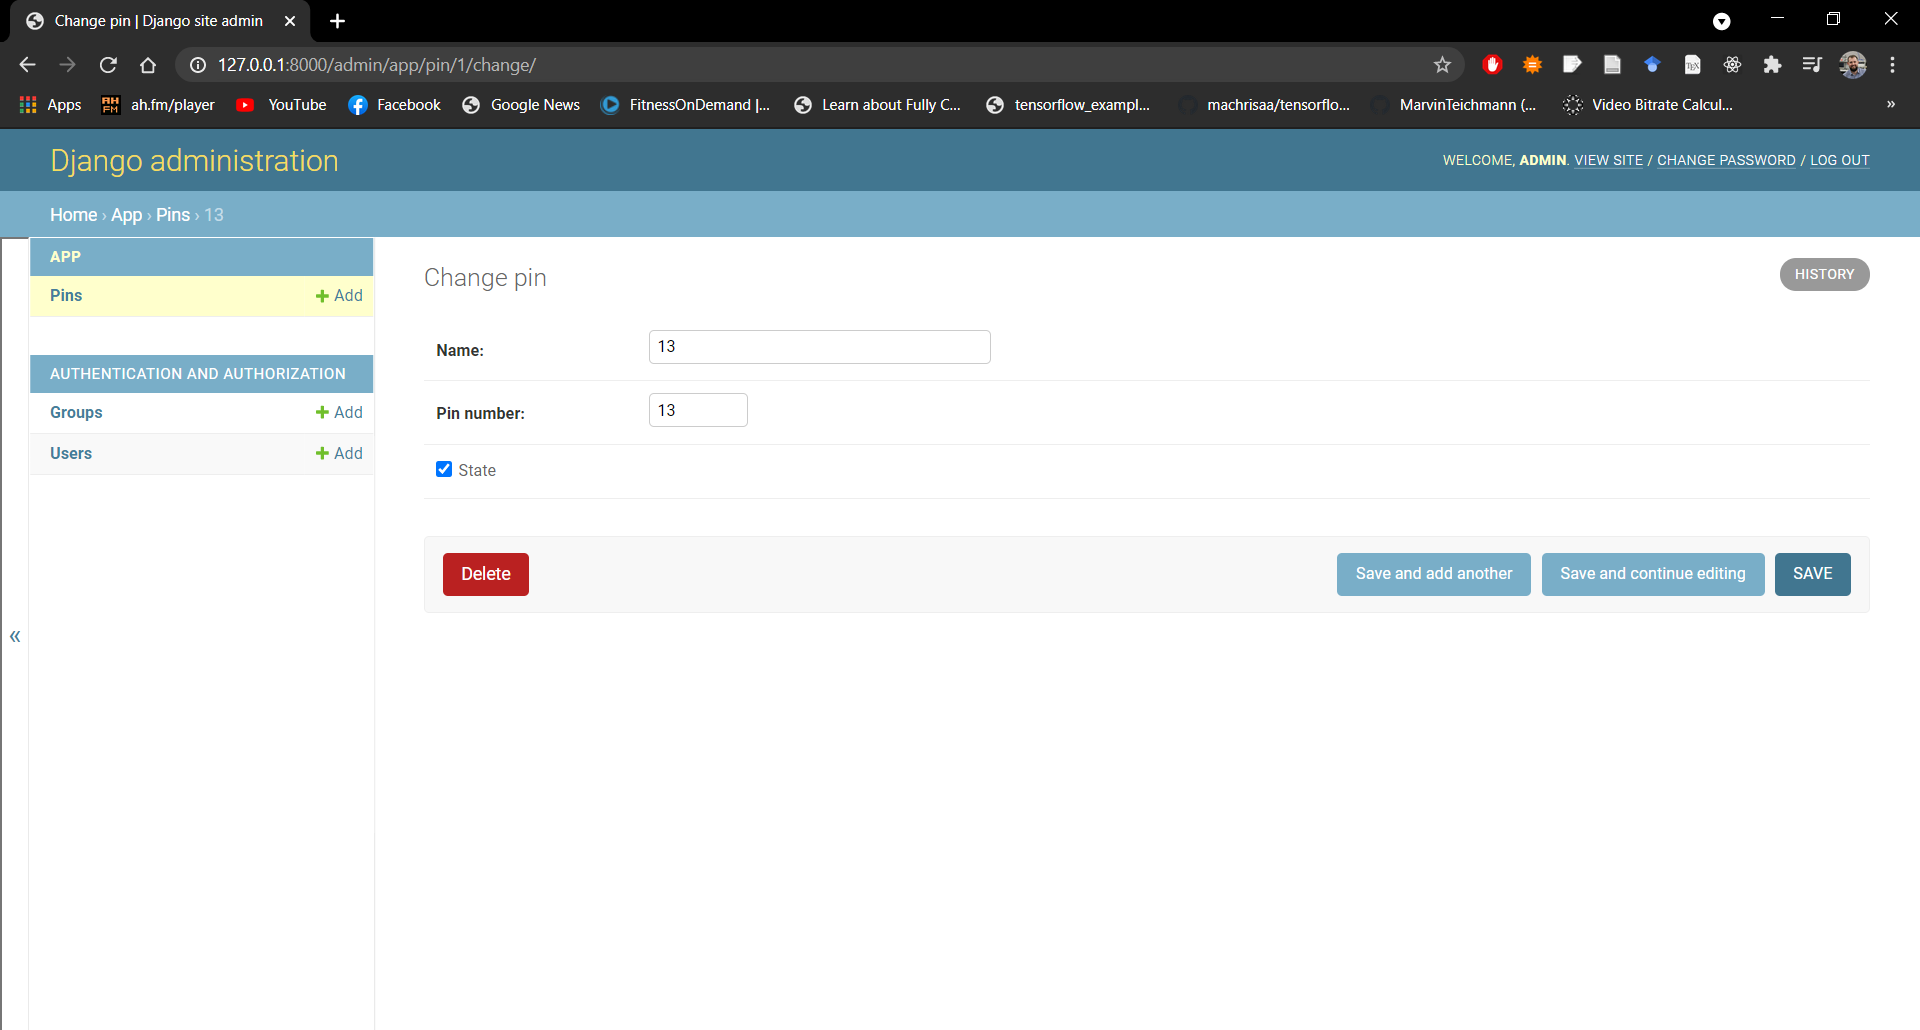 Change pin | Django site admin
127.0.0.1:8000/admin/app/pin/1/change/
Apps AH FM ah.fm/player YouTube Facebook Google News FitnessOnDemand |... Learn about Fully C... tensorflow_exampl... machrisaa/tensorflo... MarvinTeichmann (... Video Bitrate Calcul... »
Django administration
WELCOME, ADMIN. VIEW SITE / CHANGE PASSWORD / LOG OUT
Home › App › Pins › 13
APP
Pins + Add
AUTHENTICATION AND AUTHORIZATION
Groups + Add
Users + Add
«
Change pin
HISTORY
Name: 13
Pin number: 13
State
Delete
Save and add another
Save and continue editing
SAVE